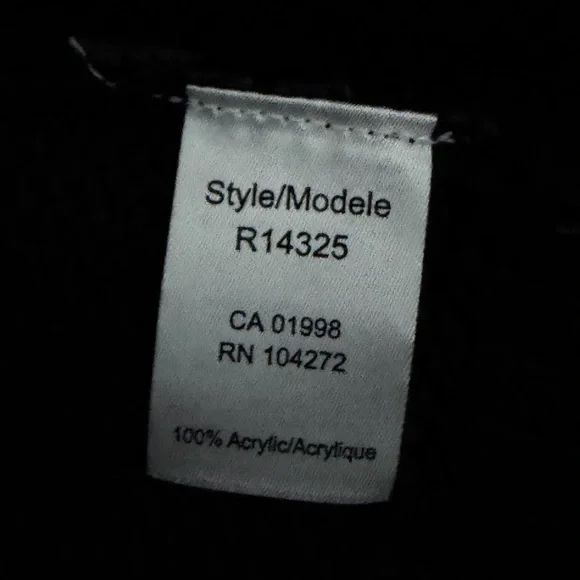 Style/Modele
R14325
CA 01998
RN 104272
100% Acrylic/Acrylique